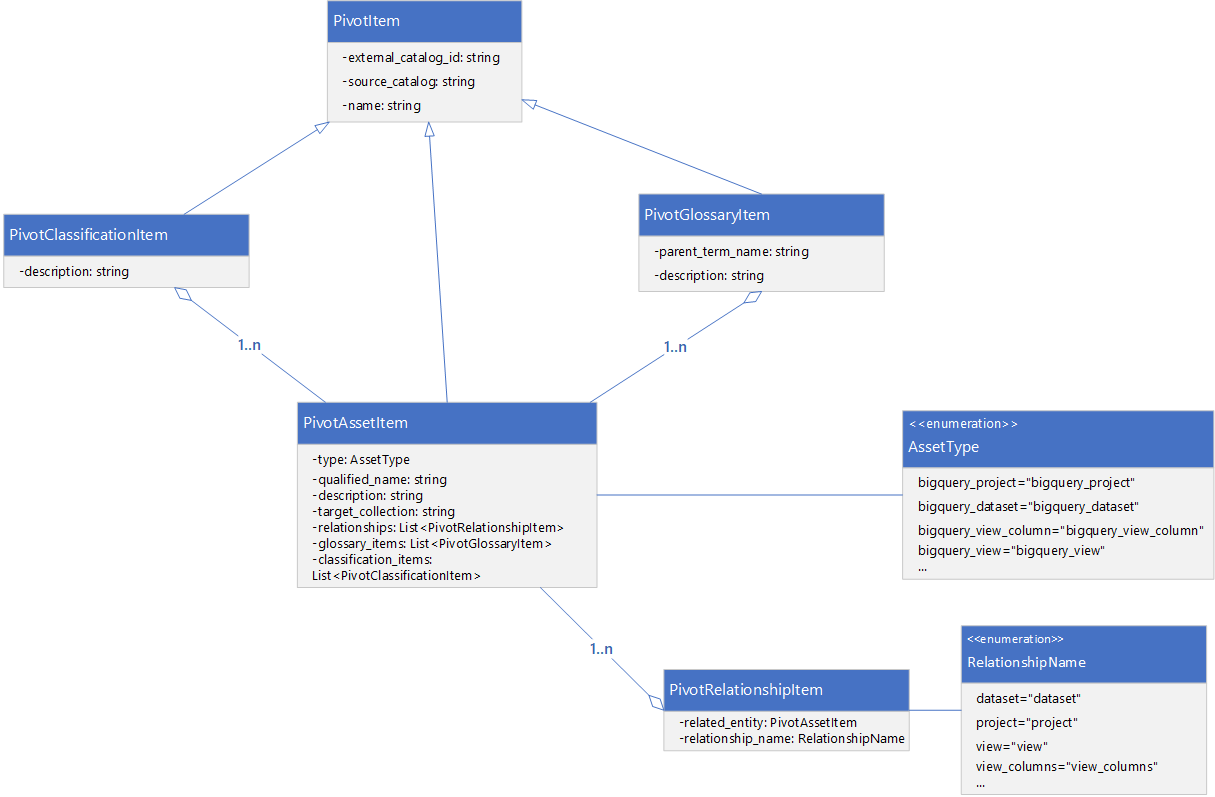 PivotItem
-external_catalog_id: string
-source_catalog: string
-name: string
PivotClassificationItem
-description: string
PivotGlossaryItem
-parent_term_name: string
-description: string
1..n
1..n
PivotAssetItem
-type: AssetType
-qualified_name: string
-description: string
-target_collection: string
-relationships: List<PivotRelationshipItem>
-glossary_items: List<PivotGlossaryItem>
-classification_items:
List<PivotClassificationItem>
<<enumeration>>
AssetType
bigquery_project="bigquery_project"
bigquery_dataset="bigquery_dataset"
bigquery_view_column="bigquery_view_column"
bigquery_view="bigquery_view"
...
1..n
PivotRelationshipItem
-related_entity: PivotAssetItem
-relationship_name: RelationshipName
<<enumeration>>
RelationshipName
dataset="dataset"
project="project"
view="view"
view_columns="view_columns"
...